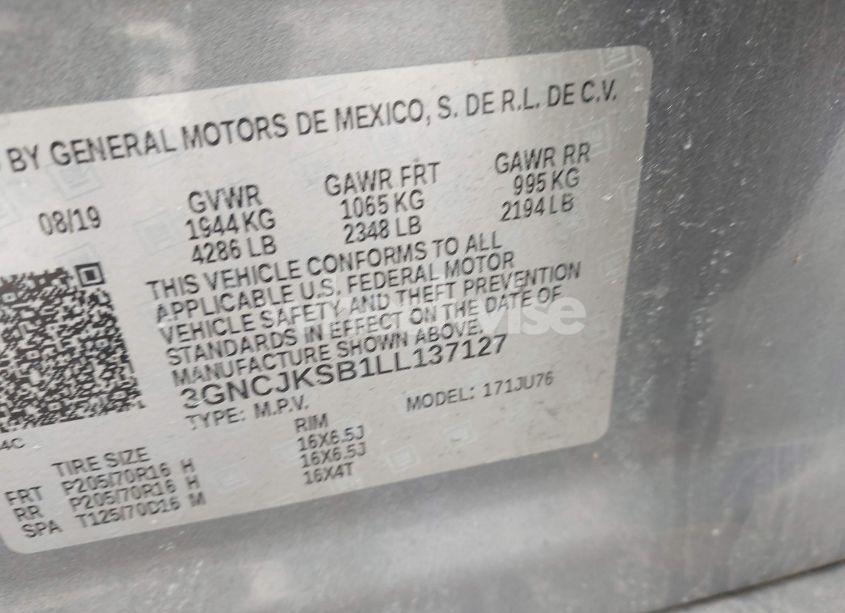 BY GENERAL MOTORS DE MEXICO, S. DE R.L. DE C.V.
08/19 GVWR GAWR FRT GAWR RR
1944 KG 1065 KG 995 KG
4286 LB 2348 LB 2194 LB
THIS VEHICLE CONFORMS TO ALL
APPLICABLE U.S. FEDERAL MOTOR
VEHICLE SAFETY AND THEFT PREVENTION
STANDARDS IN EFFECT ON THE DATE OF
MANUFACTURE SHOWN ABOVE.
3GNCJKSB1LL137127
TYPE: M.P.V. MODEL: 171JU76
4C
TIRE SIZE RIM
FRT P205/70R16 H 16X6.5J
RR P205/70R16 H 16X6.5J
SPA T125/70D16 M 16X4T